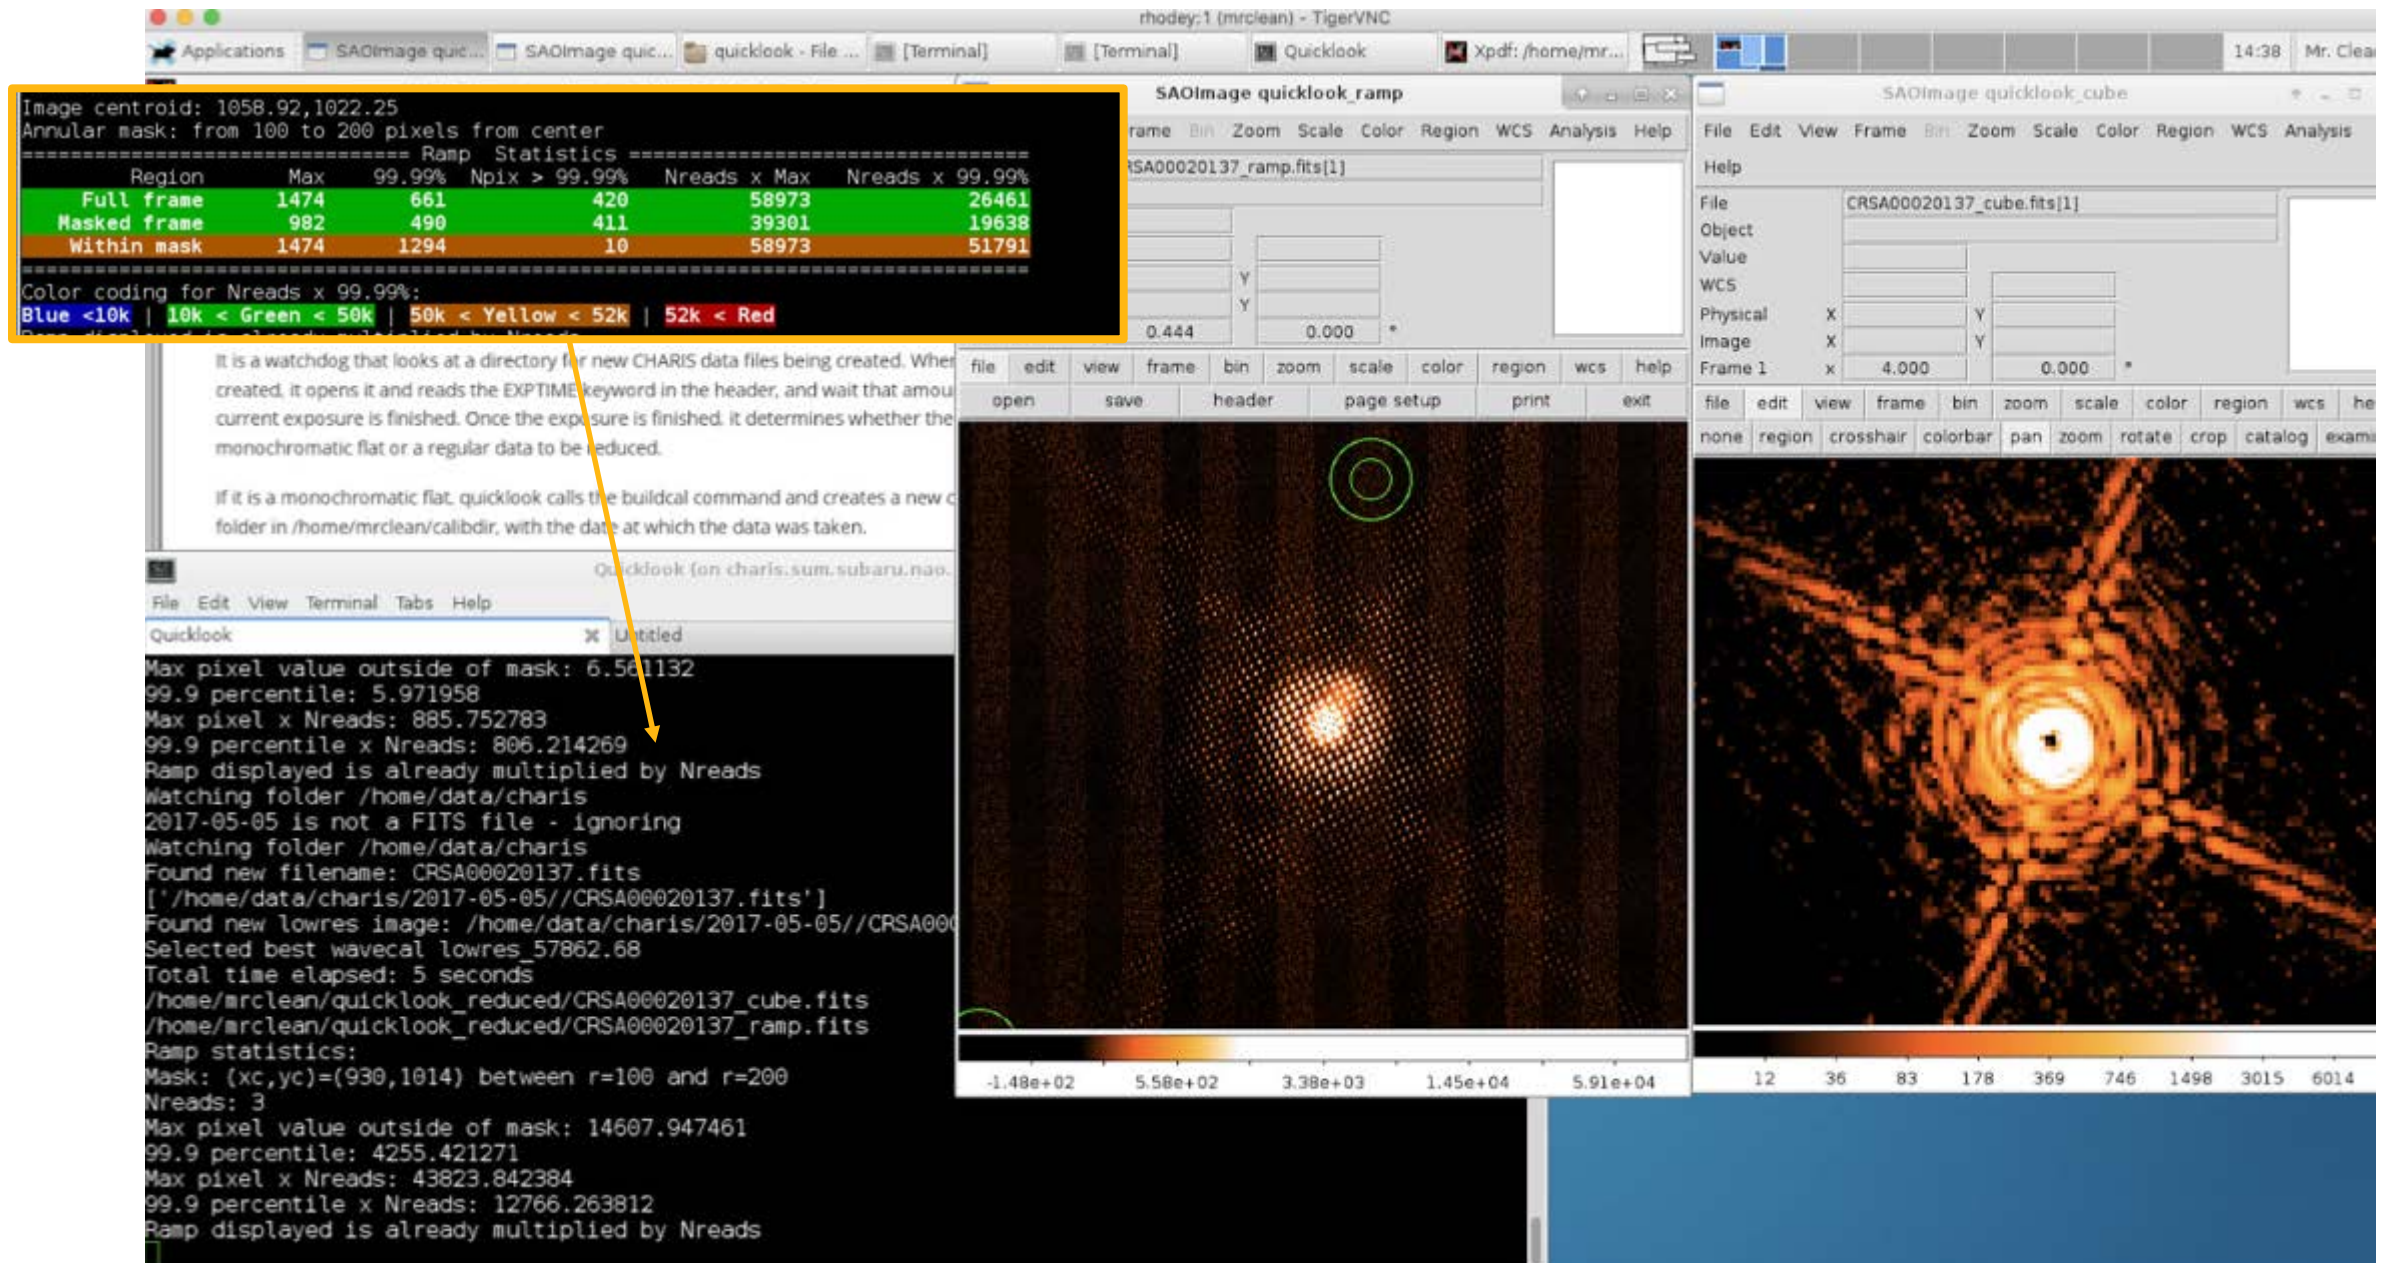 rhodey:1 (mrclean) - TigerVNC
Applications SAOImage quic... SAOImage quic... quicklook - File ... [Terminal] [Terminal] Quicklook Xpdf: /home/mr... 14:38 Mr. Clea
Image centroid: 1058.92,1022.25
Annular mask: from 100 to 200 pixels from center
================================ Ramp Statistics =================================
Region Max 99.99% Npix > 99.99% Nreads x Max Nreads x 99.99%
Full frame 1474 661 420 58973 26461
Masked frame 982 490 411 39301 19638
Within mask 1474 1294 10 58973 51791
Color coding for Nreads x 99.99%:
Blue <10k | 10k < Green < 50k | 50k < Yellow < 52k | 52k < Red
Ramp displayed is already multiplied by Nreads
It is a watchdog that looks at a directory for new CHARIS data files being created. Wher
created, it opens it and reads the EXPTIME keyword in the header, and wait that amou
current exposure is finished. Once the exposure is finished, it determines whether the
monochromatic flat or a regular data to be reduced.
If it is a monochromatic flat, quicklook calls the buildcal command and creates a new c
folder in /home/mrclean/calibdir, with the date at which the data was taken.
Quicklook (on charis.sum.subaru.nao.
File Edit View Terminal Tabs Help
Quicklook Untitled
Max pixel value outside of mask: 6.561132
99.9 percentile: 5.971958
Max pixel x Nreads: 885.752783
99.9 percentile x Nreads: 806.214269
Ramp displayed is already multiplied by Nreads
Watching folder /home/data/charis
2017-05-05 is not a FITS file - ignoring
Watching folder /home/data/charis
Found new filename: CRSA00020137.fits
['/home/data/charis/2017-05-05//CRSA00020137.fits']
Found new lowres image: /home/data/charis/2017-05-05//CRSA000
Selected best wavecal lowres_57862.68
Total time elapsed: 5 seconds
/home/mrclean/quicklook_reduced/CRSA00020137_cube.fits
/home/mrclean/quicklook_reduced/CRSA00020137_ramp.fits
Ramp statistics:
Mask: (xc,yc)=(930,1014) between r=100 and r=200
Nreads: 3
Max pixel value outside of mask: 14607.947461
99.9 percentile: 4255.421271
Max pixel x Nreads: 43823.842384
99.9 percentile x Nreads: 12766.263812
Ramp displayed is already multiplied by Nreads
SAOImage quicklook_ramp
rame Bin Zoom Scale Color Region WCS Analysis Help
RSA00020137_ramp.fits[1]
Y
Y
0.444 0.000 °
file edit view frame bin zoom scale color region wcs help
open save header page setup print exit
-1.48e+02 5.58e+02 3.38e+03 1.45e+04 5.91e+04
SAOImage quicklook_cube
File Edit View Frame Bin Zoom Scale Color Region WCS Analysis
Help
File CRSA00020137_cube.fits[1]
Object
Value
WCS
Physical X Y
Image X Y
Frame 1 x 4.000 0.000 °
file edit view frame bin zoom scale color region wcs he
none region crosshair colorbar pan zoom rotate crop catalog exami
12 36 83 178 369 746 1498 3015 6014